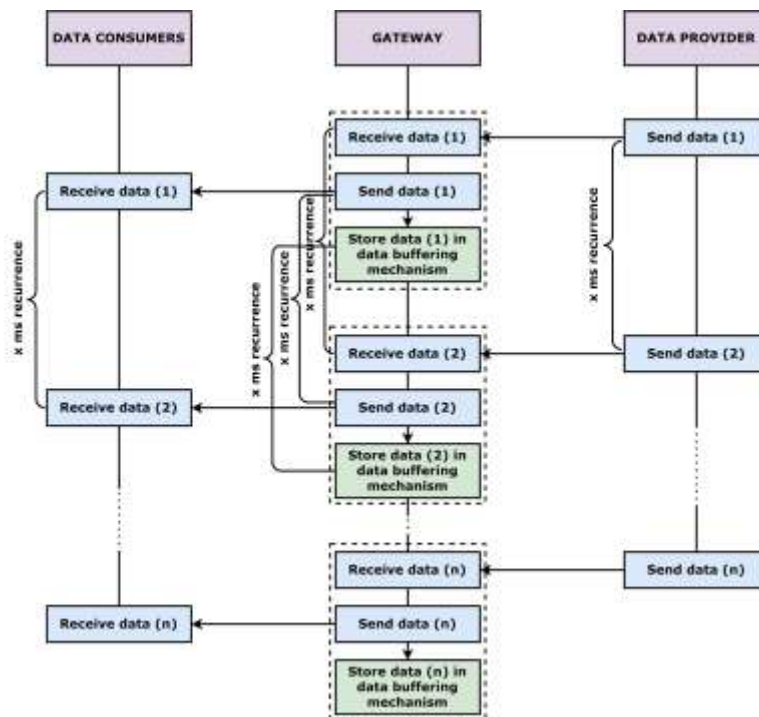 DATA CONSUMERS
GATEWAY
DATA PROVIDER
Receive data (1)
Send data (1)
Receive data (1)
Send data (1)
Store data (1) in
data buffering
mechanism
x ms recurrence
x ms recurrence
x ms recurrence
x ms recurrence
x ms recurrence
Receive data (2)
Send data (2)
Receive data (2)
Send data (2)
Store data (2) in
data buffering
mechanism
Receive data (n)
Send data (n)
Receive data (n)
Send data (n)
Store data (n) in
data buffering
mechanism